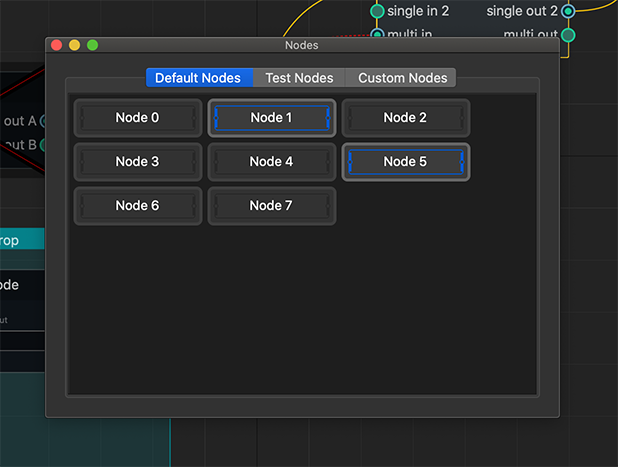 single in 2 single out 2
multi in multi out
Nodes
Default Nodes Test Nodes Custom Nodes
Node 0 Node 1 Node 2
out A
out B
Node 3 Node 4 Node 5
Node 6 Node 7
rop
ode
ut